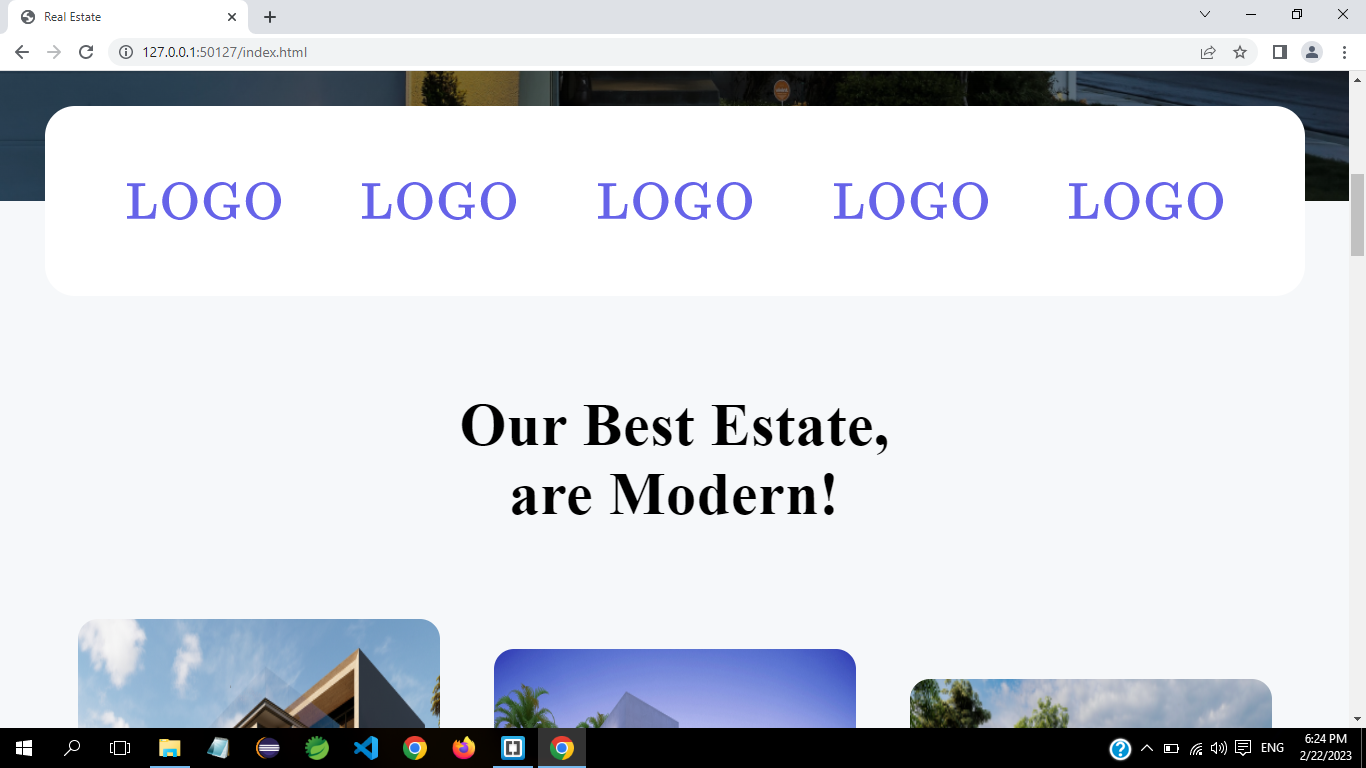 Real Estate
127.0.0.1:50127/index.html
LOGO LOGO LOGO LOGO LOGO
Our Best Estate,
are Modern!
ENG
6:24 PM
2/22/2023